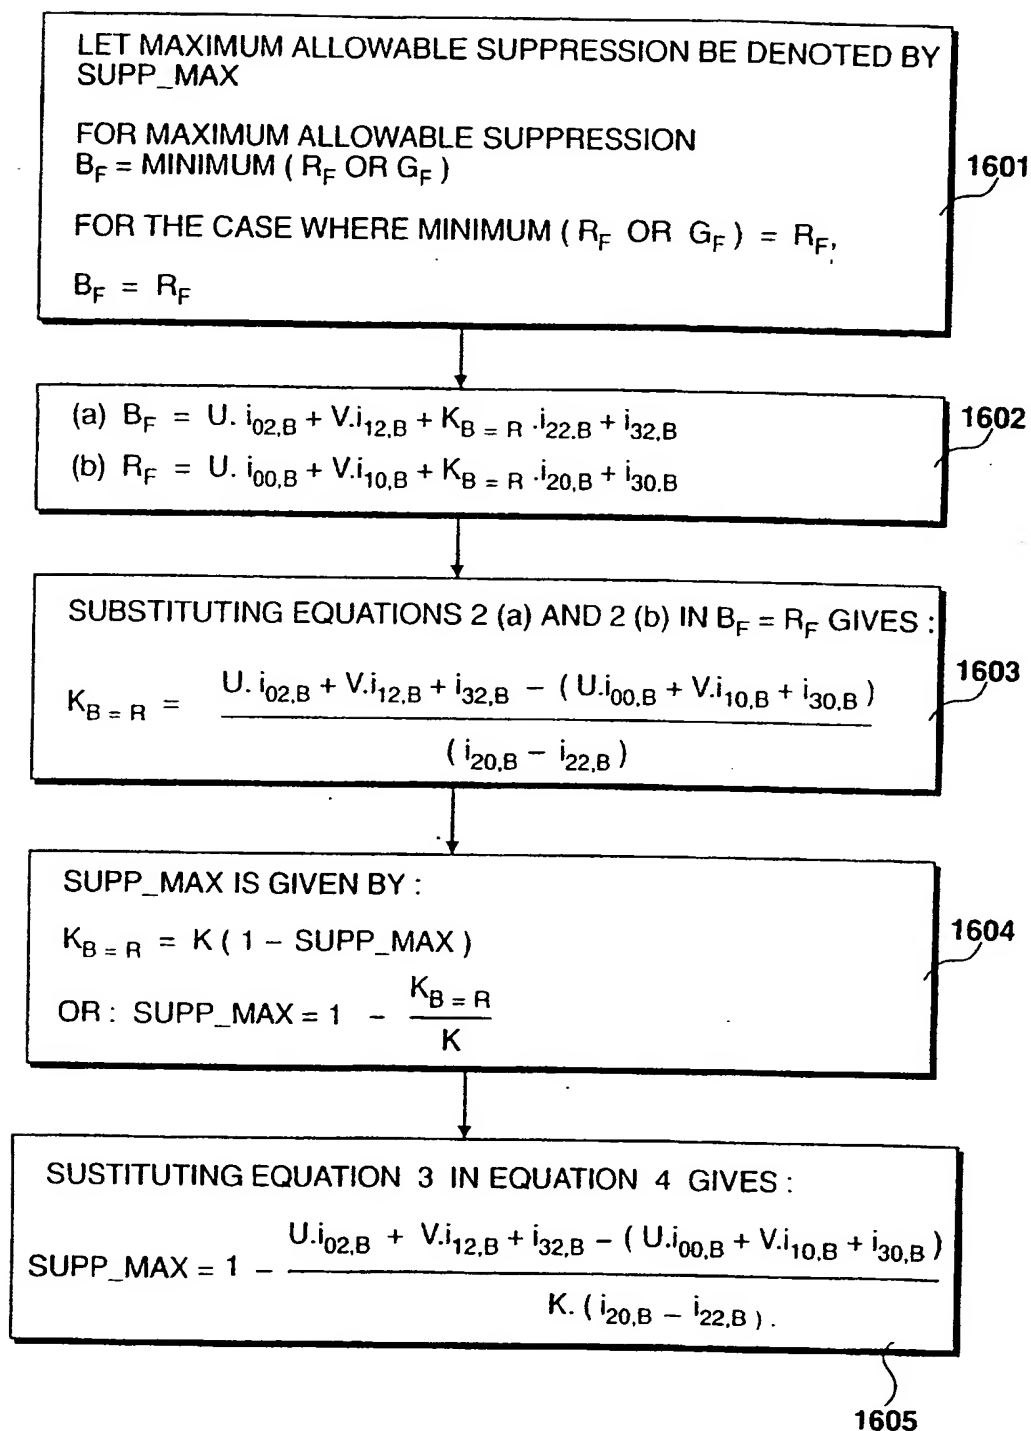 LET MAXIMUM ALLOWABLE SUPPRESSION BE DENOTED BY
SUPP_MAX
FOR MAXIMUM ALLOWABLE SUPPRESSION
B_F = MINIMUM ( R_F OR G_F )
FOR THE CASE WHERE MINIMUM ( R_F OR G_F ) = R_F,
B_F = R_F
1601
(a) B_F = U. i_02,B + V.i_12,B + K_B = R .i_22.B + i_32,B
(b) R_F = U. i_00,B + V.i_10,B + K_B = R .i_20,B + i_30.B
1602
SUBSTITUTING EQUATIONS 2 (a) AND 2 (b) IN B_F = R_F GIVES :
U. i_02,B + V.i_12,B + i_32,B – ( U.i_00,B + V.i_10,B + i_30,B )
K_B = R =
( i_20,B – i_22,B )
1603
SUPP_MAX IS GIVEN BY :
K_B = R = K ( 1 – SUPP_MAX )
K_B = R
OR : SUPP_MAX = 1 –
K
1604
SUSTITUTING EQUATION 3 IN EQUATION 4 GIVES :
U.i_02,B + V.i_12,B + i_32,B – ( U.i_00,B + V.i_10,B + i_30,B )
SUPP_MAX = 1 –
K. ( i_20,B – i_22,B ) .
1605